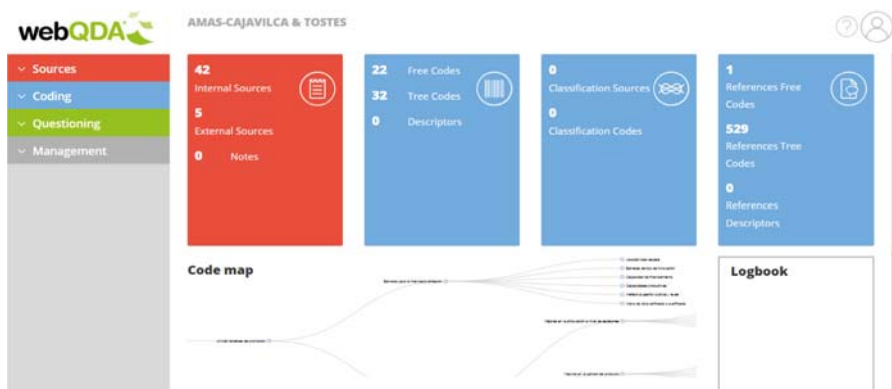 webQDA
AMAS-CAJAVILCA & TOSTES
?
Sources
Coding
Questioning
Management
42
Internal Sources
5
External Sources
0 Notes
22 Free Codes
32 Tree Codes
0 Descriptors
0
Classification Sources
0
Classification Codes
1
References Free
Codes
529
References Tree
Codes
0
References
Descriptors
Code map
Logbook